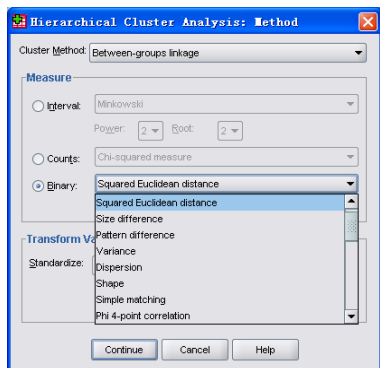 Hierarchical Cluster Analysis: Method
Cluster Method: Between-groups linkage
Measure
Interval: Minkowski
Power: 2 Root: 2
Counts: Chi-squared measure
Binary: Squared Euclidean distance
Squared Euclidean distance
Size difference
Pattern difference
Transform Va
Variance
Standardize: Dispersion
Shape
Simple matching
Phi 4-point correlation
Continue Cancel Help